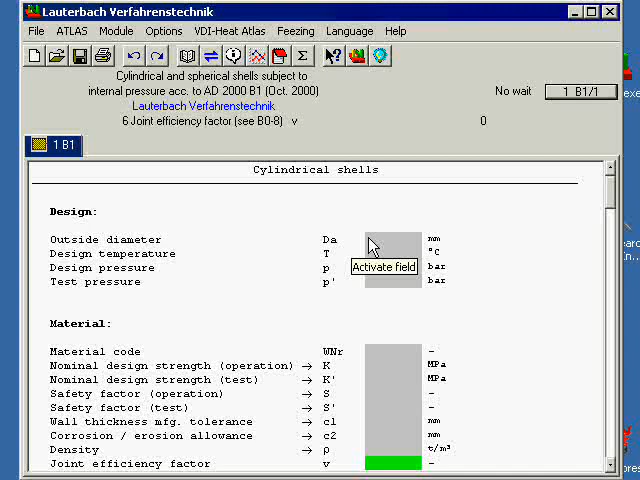 Lauterbach Verfahrenstechnik
File ATLAS Module Options VDI-Heat Atlas Feezing Language Help
Cylindrical and spherical shells subject to
internal pressure acc. to AD 2000 B1 (Oct. 2000)
No wait 1 B1/1
Lauterbach Verfahrenstechnik
6 Joint efficiency factor (see B0-8) v 0
1 B1
Cylindrical shells
Design:
Outside diameter Da mm
Design temperature T °C
Activate field
Design pressure p bar
Test pressure p' bar
Material:
Material code WNr -
Nominal design strength (operation) → K MPa
Nominal design strength (test) → K' MPa
Safety factor (operation) → S -
Safety factor (test) → S' -
Wall thickness mfg. tolerance → c1 mm
Corrosion / erosion allowance → c2 mm
Density → ρ t/m³
Joint efficiency factor v -